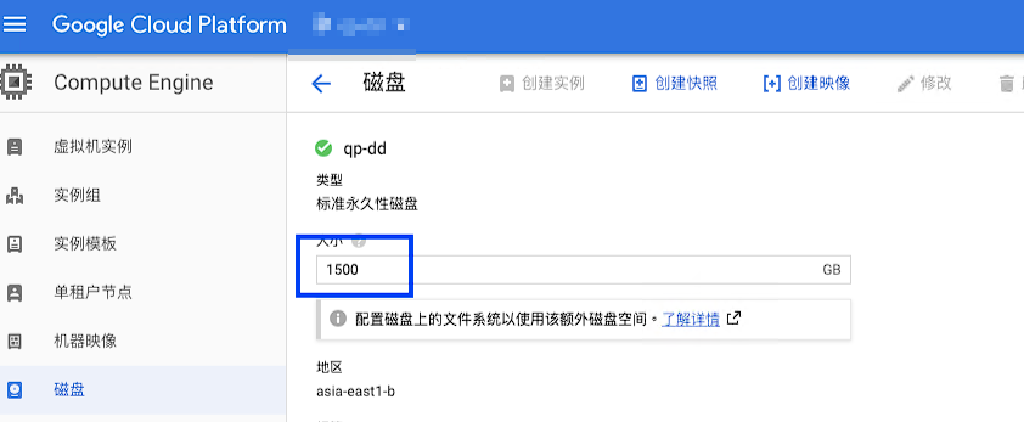 Google Cloud Platform
Compute Engine
磁盘
创建实例
创建快照
创建映像
修改
虚拟机实例
实例组
实例模板
单租户节点
机器映像
磁盘
qp-dd
类型
标准永久性磁盘
大小
1500
GB
配置磁盘上的文件系统以使用该额外磁盘空间。了解详情
地区
asia-east1-b